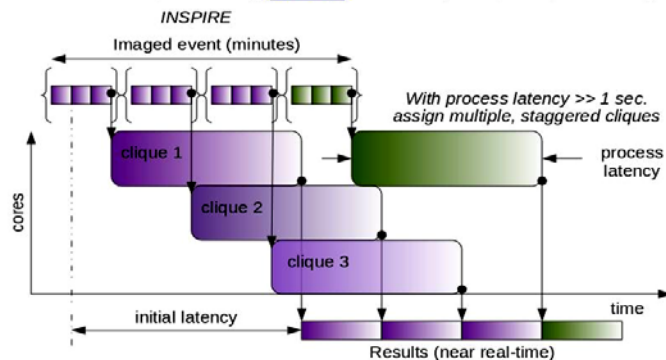 INSPIRE
Imaged event (minutes)
With process latency >> 1 sec.
assign multiple, staggered cliques
clique 1
process
latency
clique 2
cores
clique 3
time
initial latency
Results (near real-time)